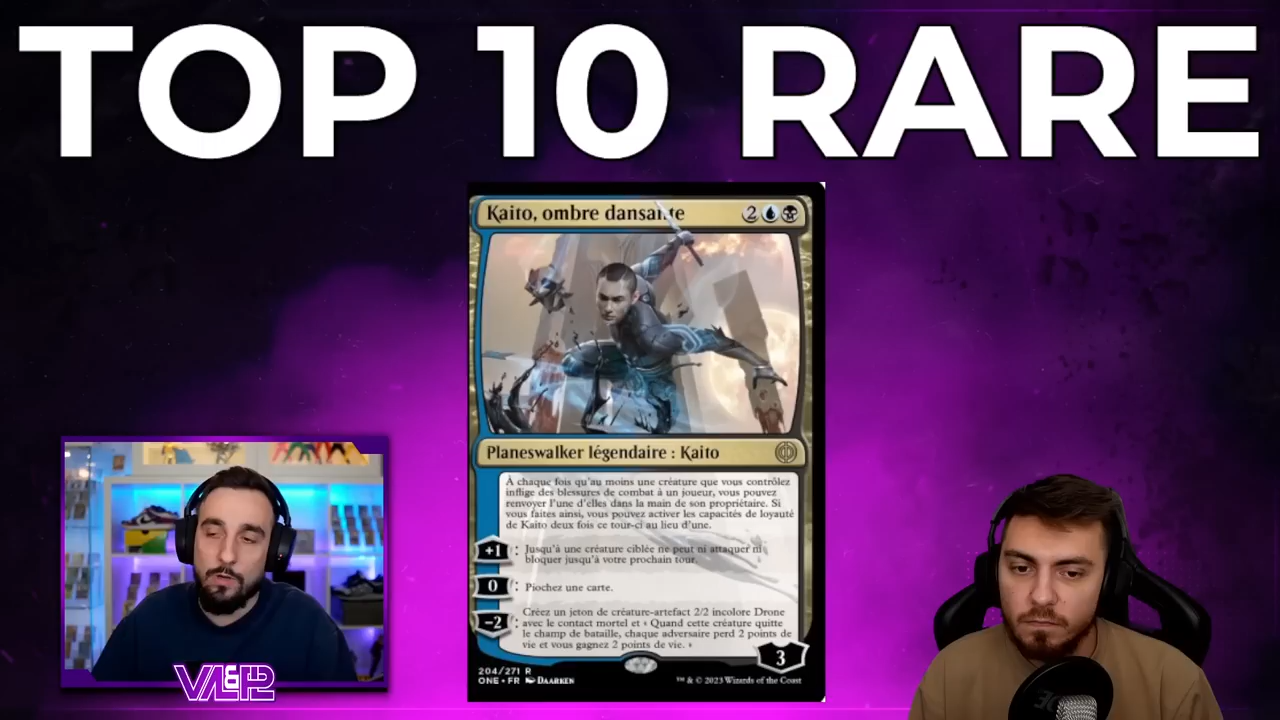 TOP 10 RARE
Kaito, ombre dansante
2
Planeswalker légendaire : Kaito
À chaque fois qu'au moins une créature que vous contrôlez
inflige des blessures de combat à un joueur, vous pouvez
renvoyer l'une d'elles dans la main de son propriétaire. Si
vous faites ainsi, vous pouvez activer les capacités de loyauté
de Kaito deux fois ce tour-ci au lieu d'une.
+1 : Jusqu'à une créature ciblée ne peut ni attaquer ni
bloquer jusqu'à votre prochain tour.
0 : Piochez une carte.
−2 : Créez un jeton de créature-artefact 2/2 incolore Drone
avec le contact mortel et « Quand cette créature quitte
le champ de bataille, chaque adversaire perd 2 points de
vie et vous gagnez 2 points de vie. »
3
204/271 R
ONE • FR DAARKEN
™ & © 2023 Wizards of the Coast